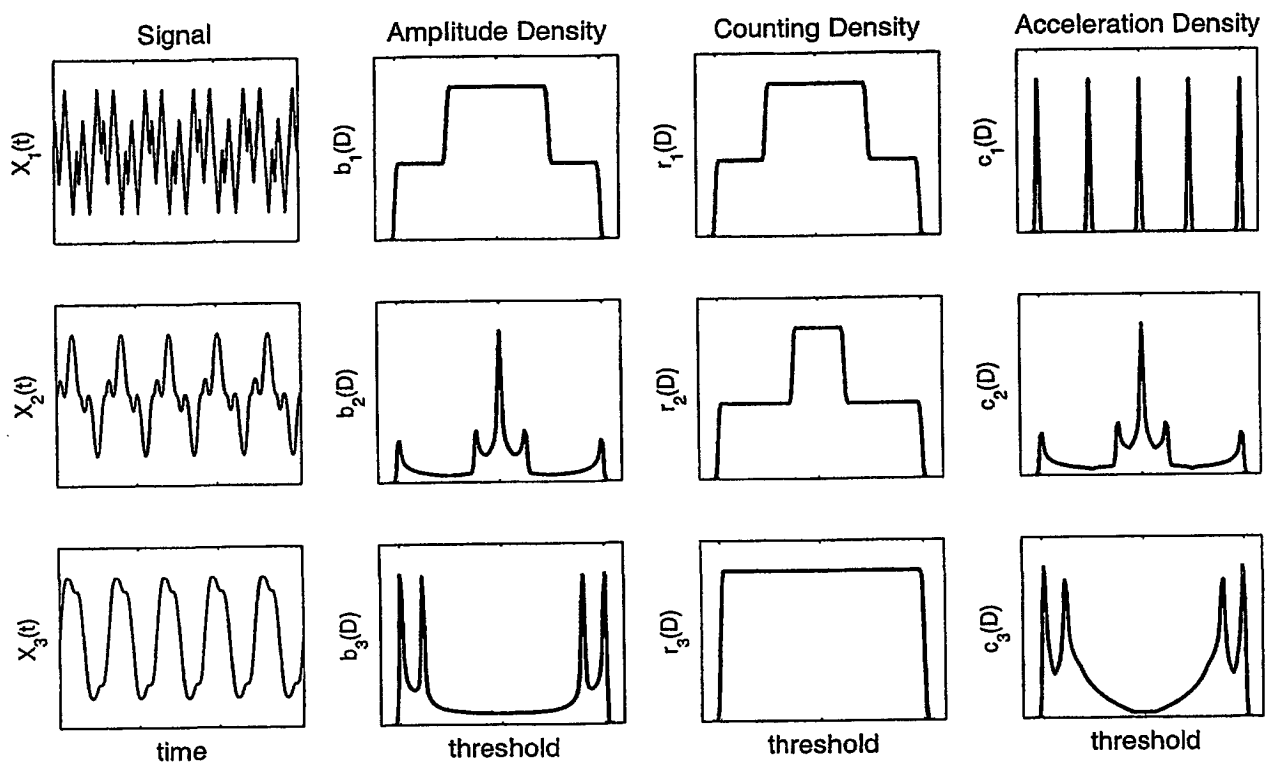 Signal
Amplitude Density
Counting Density
Acceleration Density
X₁(t)
b₁(D)
r₁(D)
c₁(D)
X₂(t)
b₂(D)
r₂(D)
c₂(D)
X₃(t)
b₃(D)
r₃(D)
c₃(D)
time
threshold
threshold
threshold